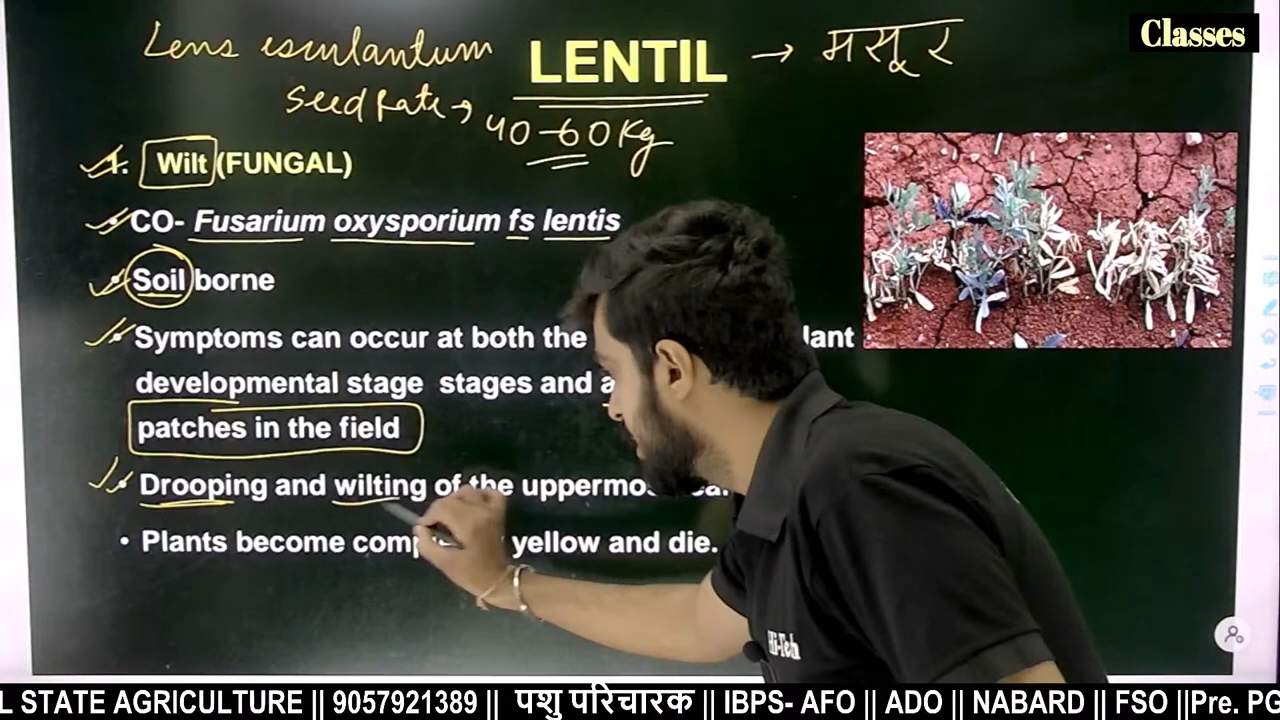 Classes
Lens esculantum LENTIL → मसूर
Seed Rate → 40-60 Kg
1. Wilt (FUNGAL)
• CO- Fusarium oxysporium fs lentis
• Soil borne
• Symptoms can occur at both the lant
developmental stage stages and
patches in the field
• Drooping and wilting of the
• Plants become yellow and die.
Hi-Tech
L STATE AGRICULTURE || 9057921389 || पशु परिचारक || IBPS- AFO || ADO || NABARD || FSO ||Pre. PG